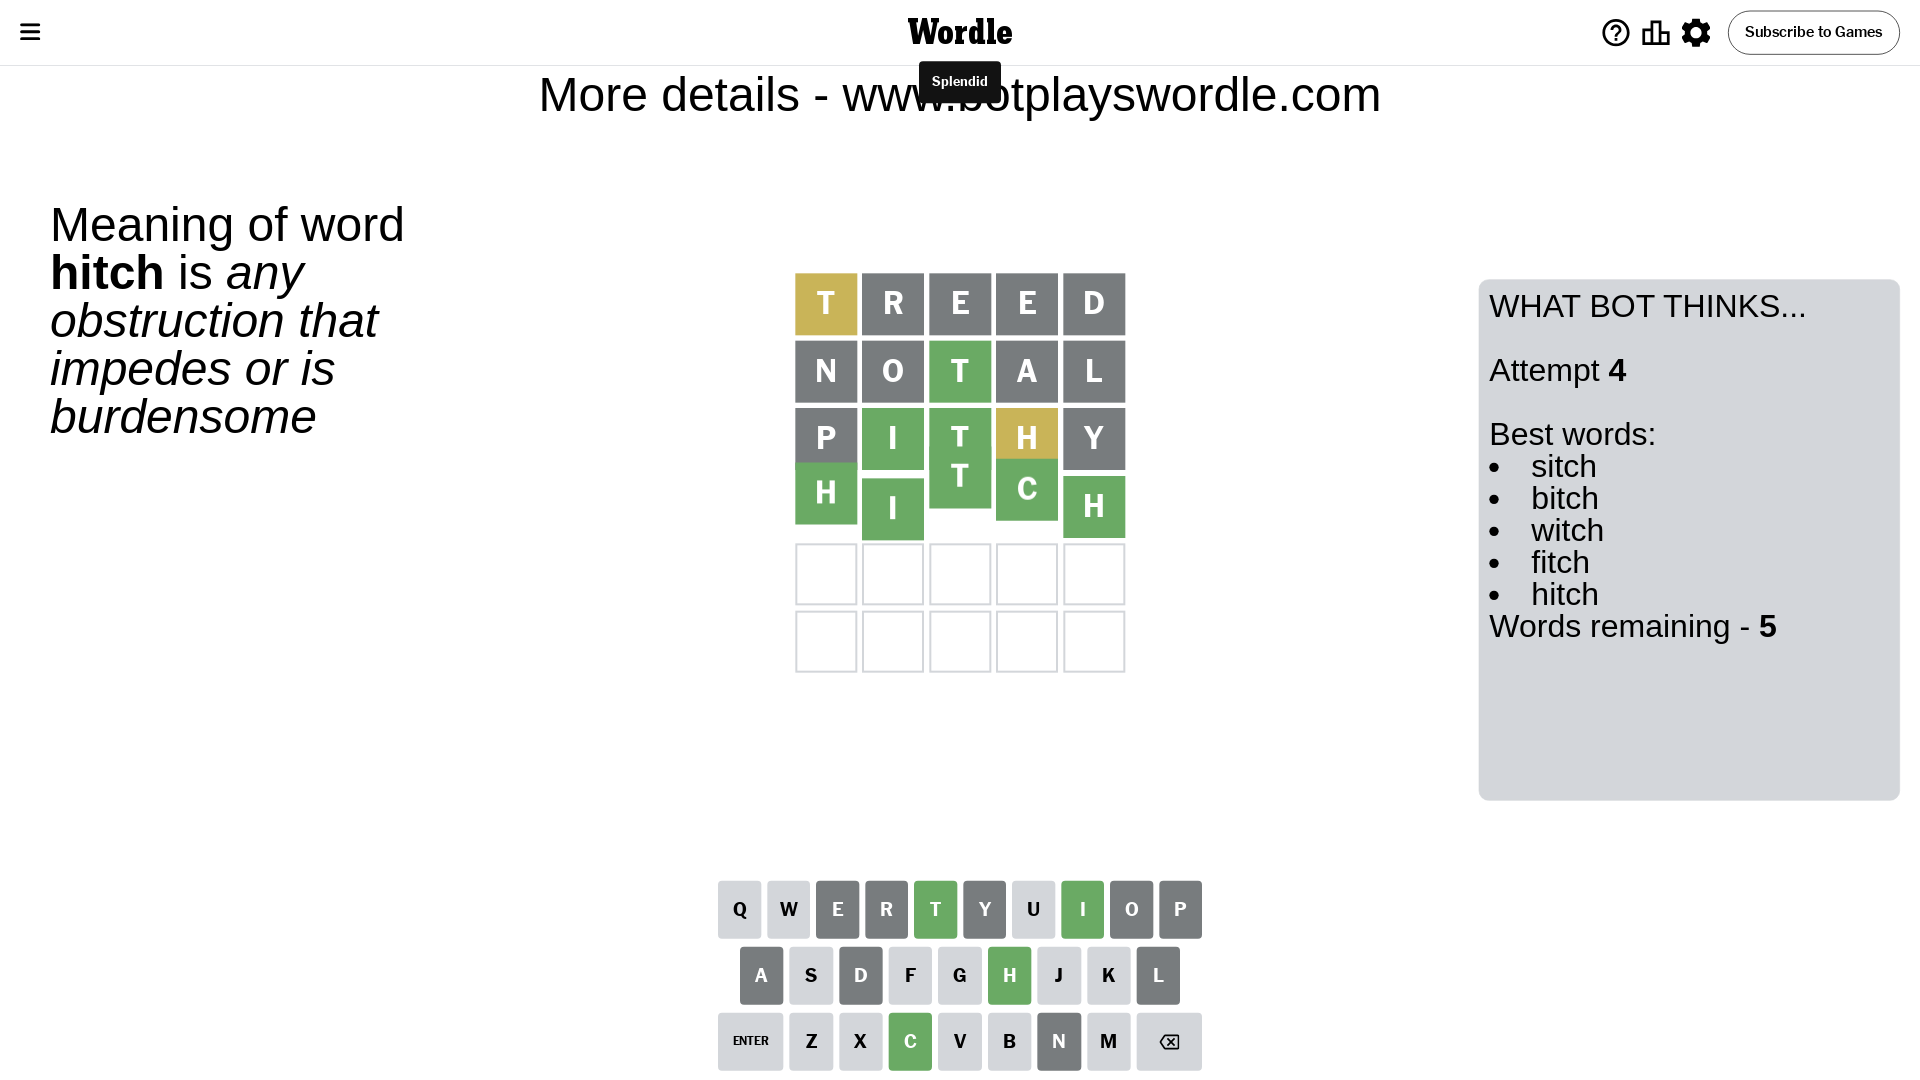 Wordle
Subscribe to Games
Splendid
More details - www.botplayswordle.com
Meaning of word
hitch is any
obstruction that
impedes or is
burdensome
T R E E D
N O T A L
P I T H Y
H I T C H
WHAT BOT THINKS...
Attempt 4
Best words:
• sitch
• bitch
• witch
• fitch
• hitch
Words remaining - 5
Q W E R T Y U I O P
A S D F G H J K L
ENTER Z X C V B N M